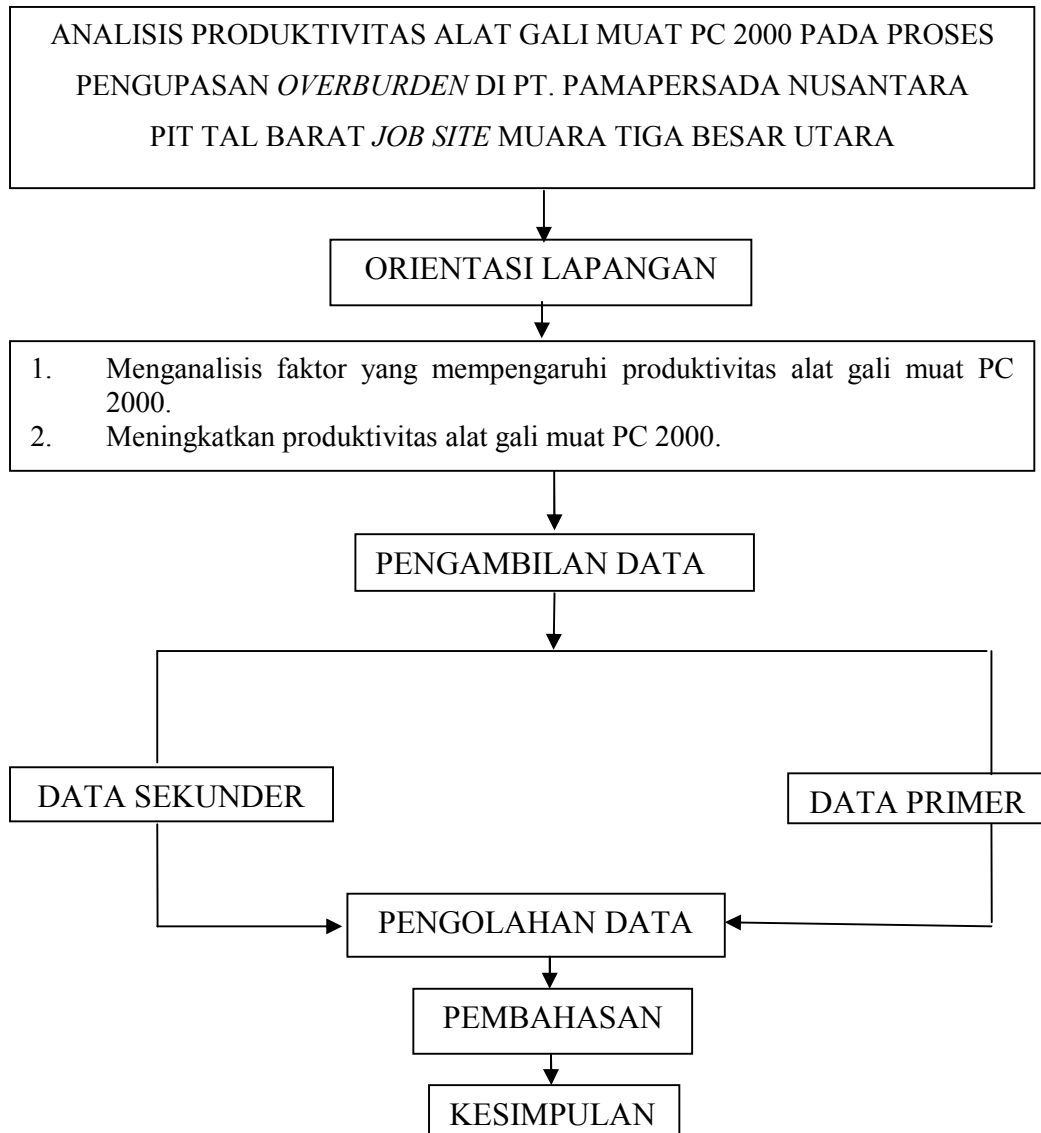 ANALISIS PRODUKTIVITAS ALAT GALI MUAT PC 2000 PADA PROSES
PENGUPASAN OVERBURDEN DI PT. PAMAPERSADA NUSANTARA
PIT TAL BARAT JOB SITE MUARA TIGA BESAR UTARA
ORIENTASI LAPANGAN
1. Menganalisis faktor yang mempengaruhi produktivitas alat gali muat PC
2000.
2. Meningkatkan produktivitas alat gali muat PC 2000.
PENGAMBILAN DATA
DATA SEKUNDER
DATA PRIMER
PENGOLAHAN DATA
PEMBAHASAN
KESIMPULAN